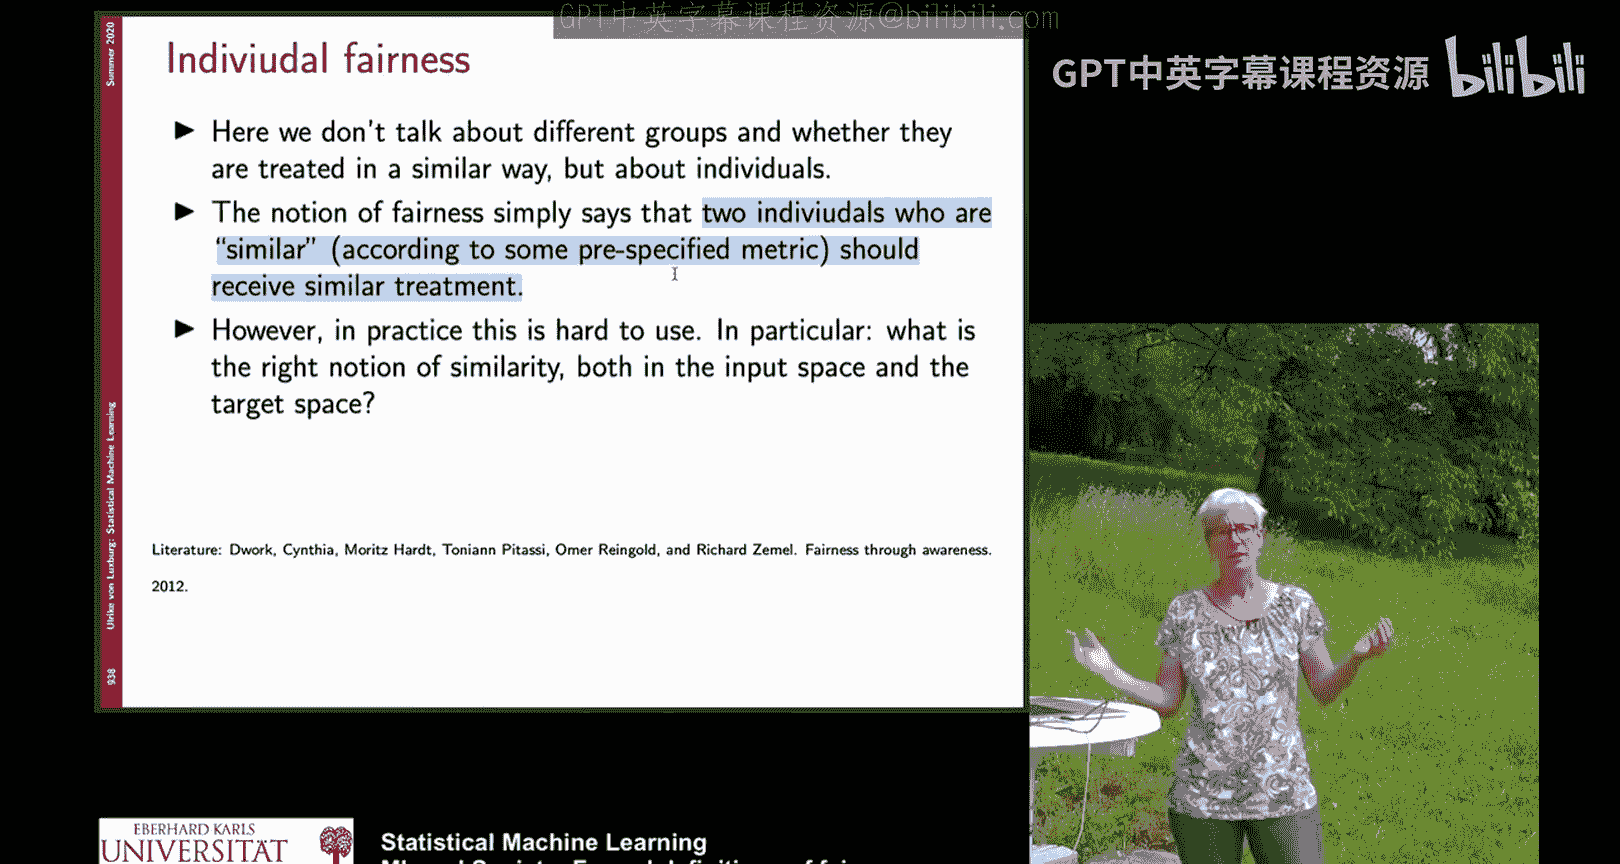 GPT中英字幕课程资源@bilibili.com
GPT中英字幕课程资源 bilibili
Summer 2020
Indiviudal fairness
Here we don't talk about different groups and whether they
are treated in a similar way, but about individuals.
The notion of fairness simply says that two indiviudals who are
“similar” (according to some pre-specified metric) should
receive similar treatment.
However, in practice this is hard to use. In particular: what is
the right notion of similarity, both in the input space and the
target space?
Literature: Dwork, Cynthia, Moritz Hardt, Toniann Pitassi, Omer Reingold, and Richard Zemel. Fairness through awareness.
2012.
Ulrike von Luxburg: Statistical Machine Learning
938
EBERHARD KARLS
UNIVERSITÄT
Statistical Machine Learning